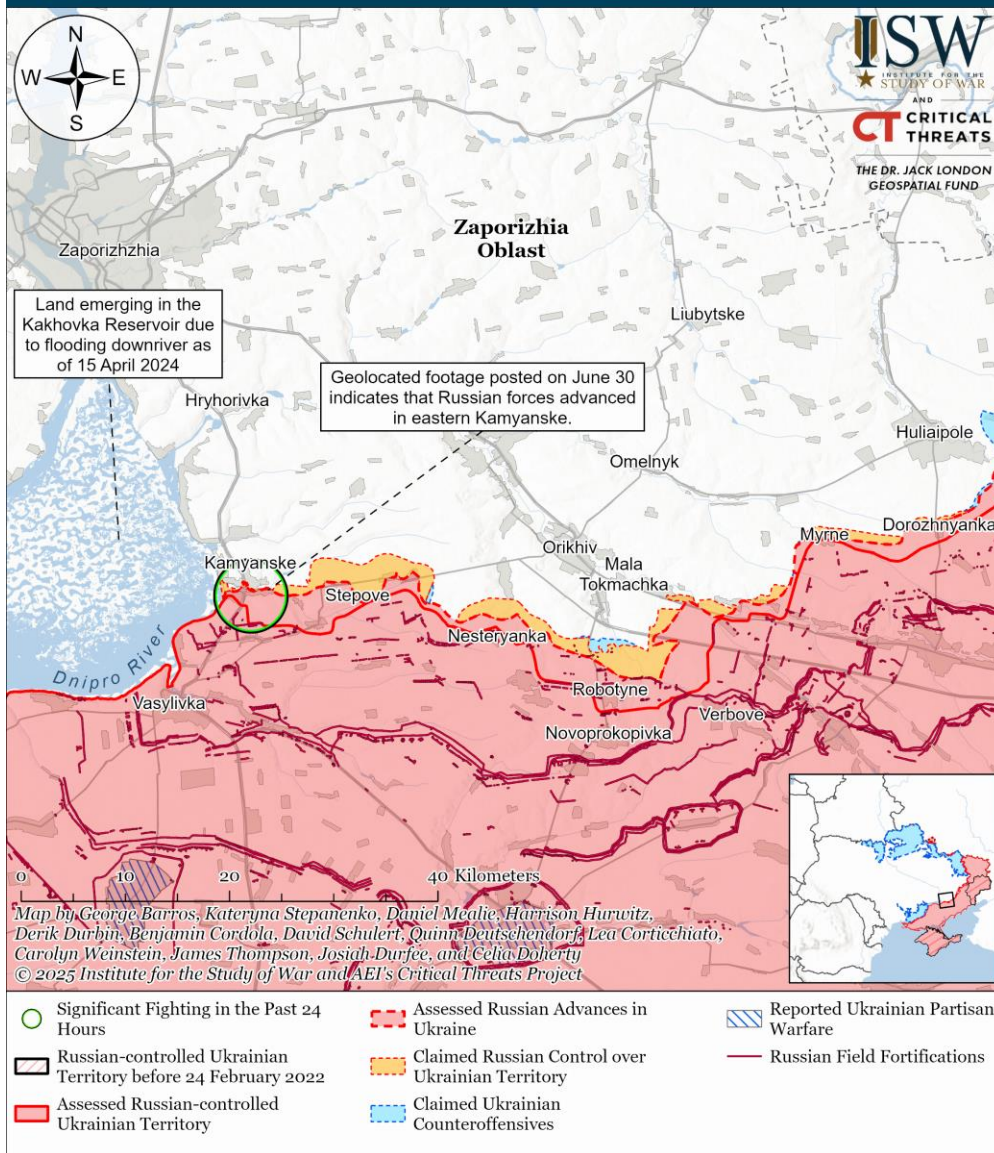 N
W E
S
ISW
INSTITUTE FOR THE
STUDY OF WAR
AND
CT CRITICAL
THREATS
THE DR. JACK LONDON
GEOSPATIAL FUND
Zaporizhia
Oblast
Zaporizhzhia
Land emerging in the
Kakhovka Reservoir due
to flooding downriver as
of 15 April 2024
Liubytske
Geolocated footage posted on June 30
indicates that Russian forces advanced
in eastern Kamyanske.
Hryhorivka
Huliaipole
Omelnyk
Dorozhnyanka
Myrne
Orikhiv
Kamyanske
Mala
Tokmachka
Stepove
Nesteryanka
Dnipro River
Robotyne
Vasylivka
Verbove
Novoprokopivka
0 10 20 40 Kilometers
Map by George Barros, Kateryna Stepanenko, Daniel Mealie, Harrison Hurwitz,
Derik Durbin, Benjamin Cordola, David Schulert, Quinn Deutschendorf, Lea Corticchiato,
Carolyn Weinstein, James Thompson, Josiah Durfee, and Celia Doherty
© 2025 Institute for the Study of War and AEI's Critical Threats Project
Significant Fighting in the Past 24
Hours
Russian-controlled Ukrainian
Territory before 24 February 2022
Assessed Russian-controlled
Ukrainian Territory
Assessed Russian Advances in
Ukraine
Claimed Russian Control over
Ukrainian Territory
Claimed Ukrainian
Counteroffensives
Reported Ukrainian Partisan
Warfare
Russian Field Fortifications